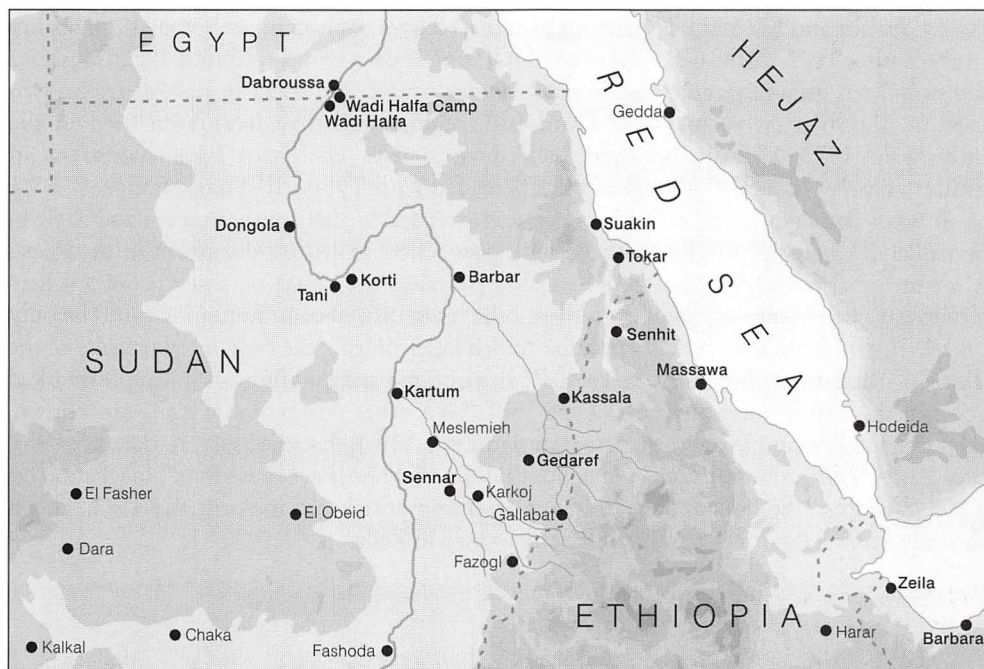 EGYPT
HEJAZ
RED SEA
Dabroussa
Wadi Halfa Camp
Wadi Halfa
Gedda
Dongola
Suakin
Tokar
Korti
Barbar
Tani
Senhit
SUDAN
Massawa
Kartum
Kassala
Meslemieh
Hodeida
Gedaref
Sennar
El Fasher
Karkoj
El Obeid
Gallabat
Dara
Fazogl
Zeila
ETHIOPIA
Chaka
Harar
Barbara
Kalkal
Fashoda